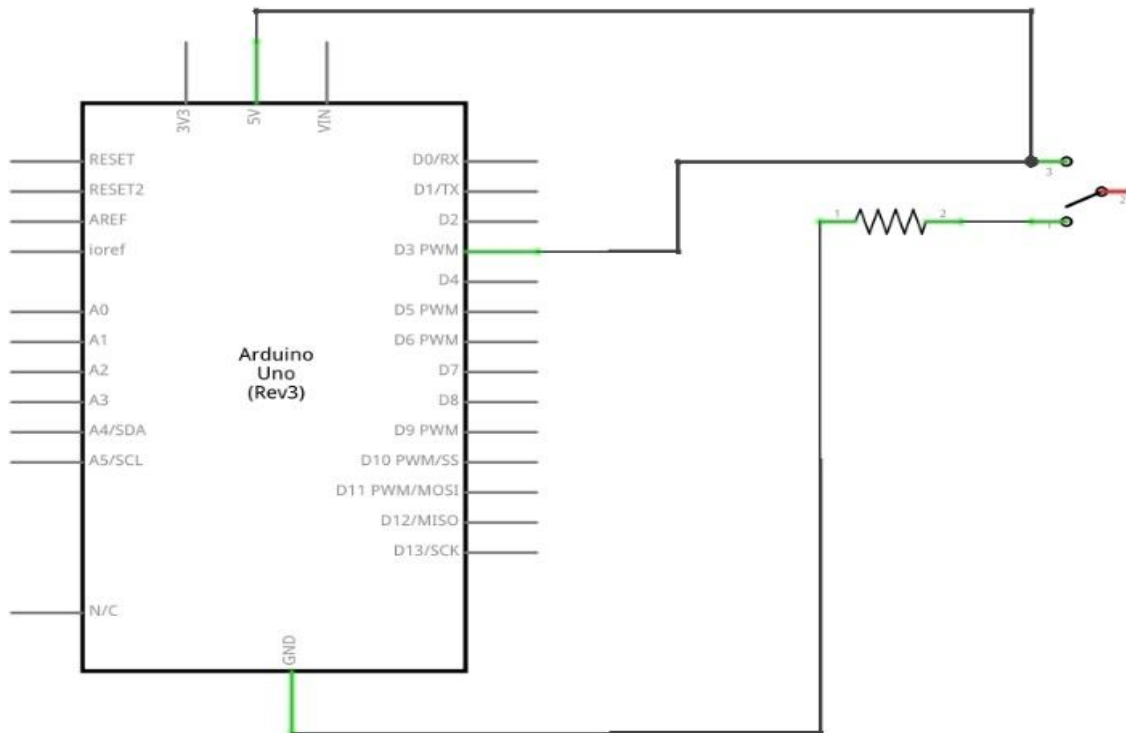 3V3
5V
VIN
RESET
RESET2
AREF
ioref
A0
A1
A2
A3
A4/SDA
A5/SCL
N/C
Arduino
Uno
(Rev3)
D0/RX
D1/TX
D2
D3 PWM
D4
D5 PWM
D6 PWM
D7
D8
D9 PWM
D10 PWM/SS
D11 PWM/MOSI
D12/MISO
D13/SCK
GND
1
2
3
2
1